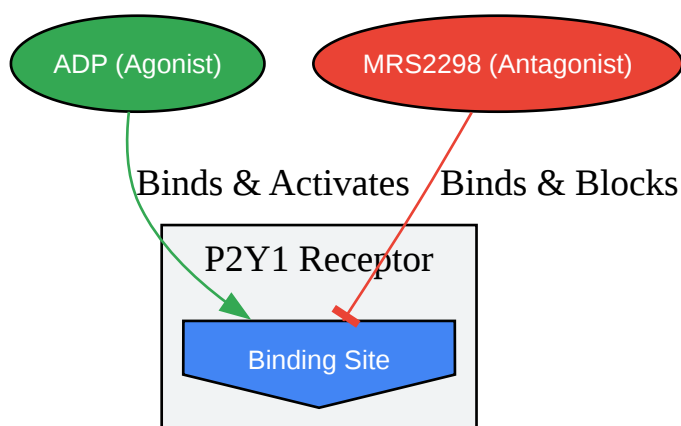 ADP (Agonist)
MRS2298 (Antagonist)
Binds & Activates
Binds & Blocks
P2Y1 Receptor
Binding Site